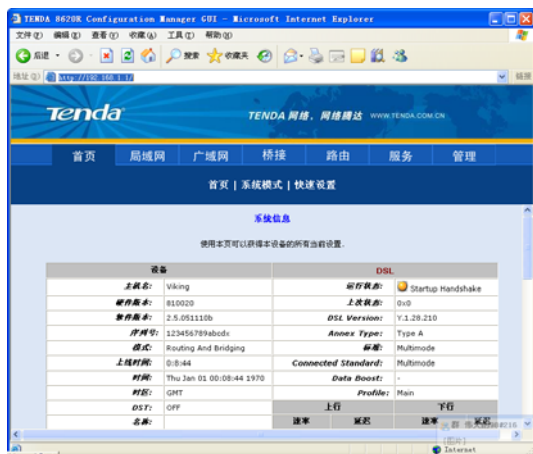 TENDA 8620R Configuration Manager GUI - Microsoft Internet Explorer
文件(F) 编辑(E) 查看(V) 收藏(A) 工具(T) 帮助(H)
后退 搜索 收藏夹
地址(D) http://192.168.1.1/ 链接
Tenda TENDA 网络，网络腾达 WWW.TENDA.COM.CN
首页 局域网 广域网 桥接 路由 服务 管理
首页 | 系统模式 | 快速设置
系统信息
使用本页可以获得本设备的所有当前设置.
设备 DSL
主机名: Viking 运行状态: Startup Handshake
硬件版本: 810020 上次状态: 0x0
软件版本: 2.5.051110b DSL Version: Y.1.28.210
序列号: 123456789abcdx Annex Type: Type A
模式: Routing And Bridging 标准: Multimode
上线时间: 0:8:44 Connected Standard: Multimode
时间: Thu Jan 01 00:08:44 1970 Data Boost: -
时区: GMT Profile: Main
DST: OFF 上行 下行
名称: 速率 延迟 速率 延迟
[图片]
Internet